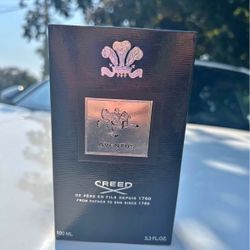 AVENTUS
CREED
DE PÈRE EN FILS DEPUIS 1760
FROM FATHER TO SON SINCE 1760
100 ML
3,3 FL.OZ